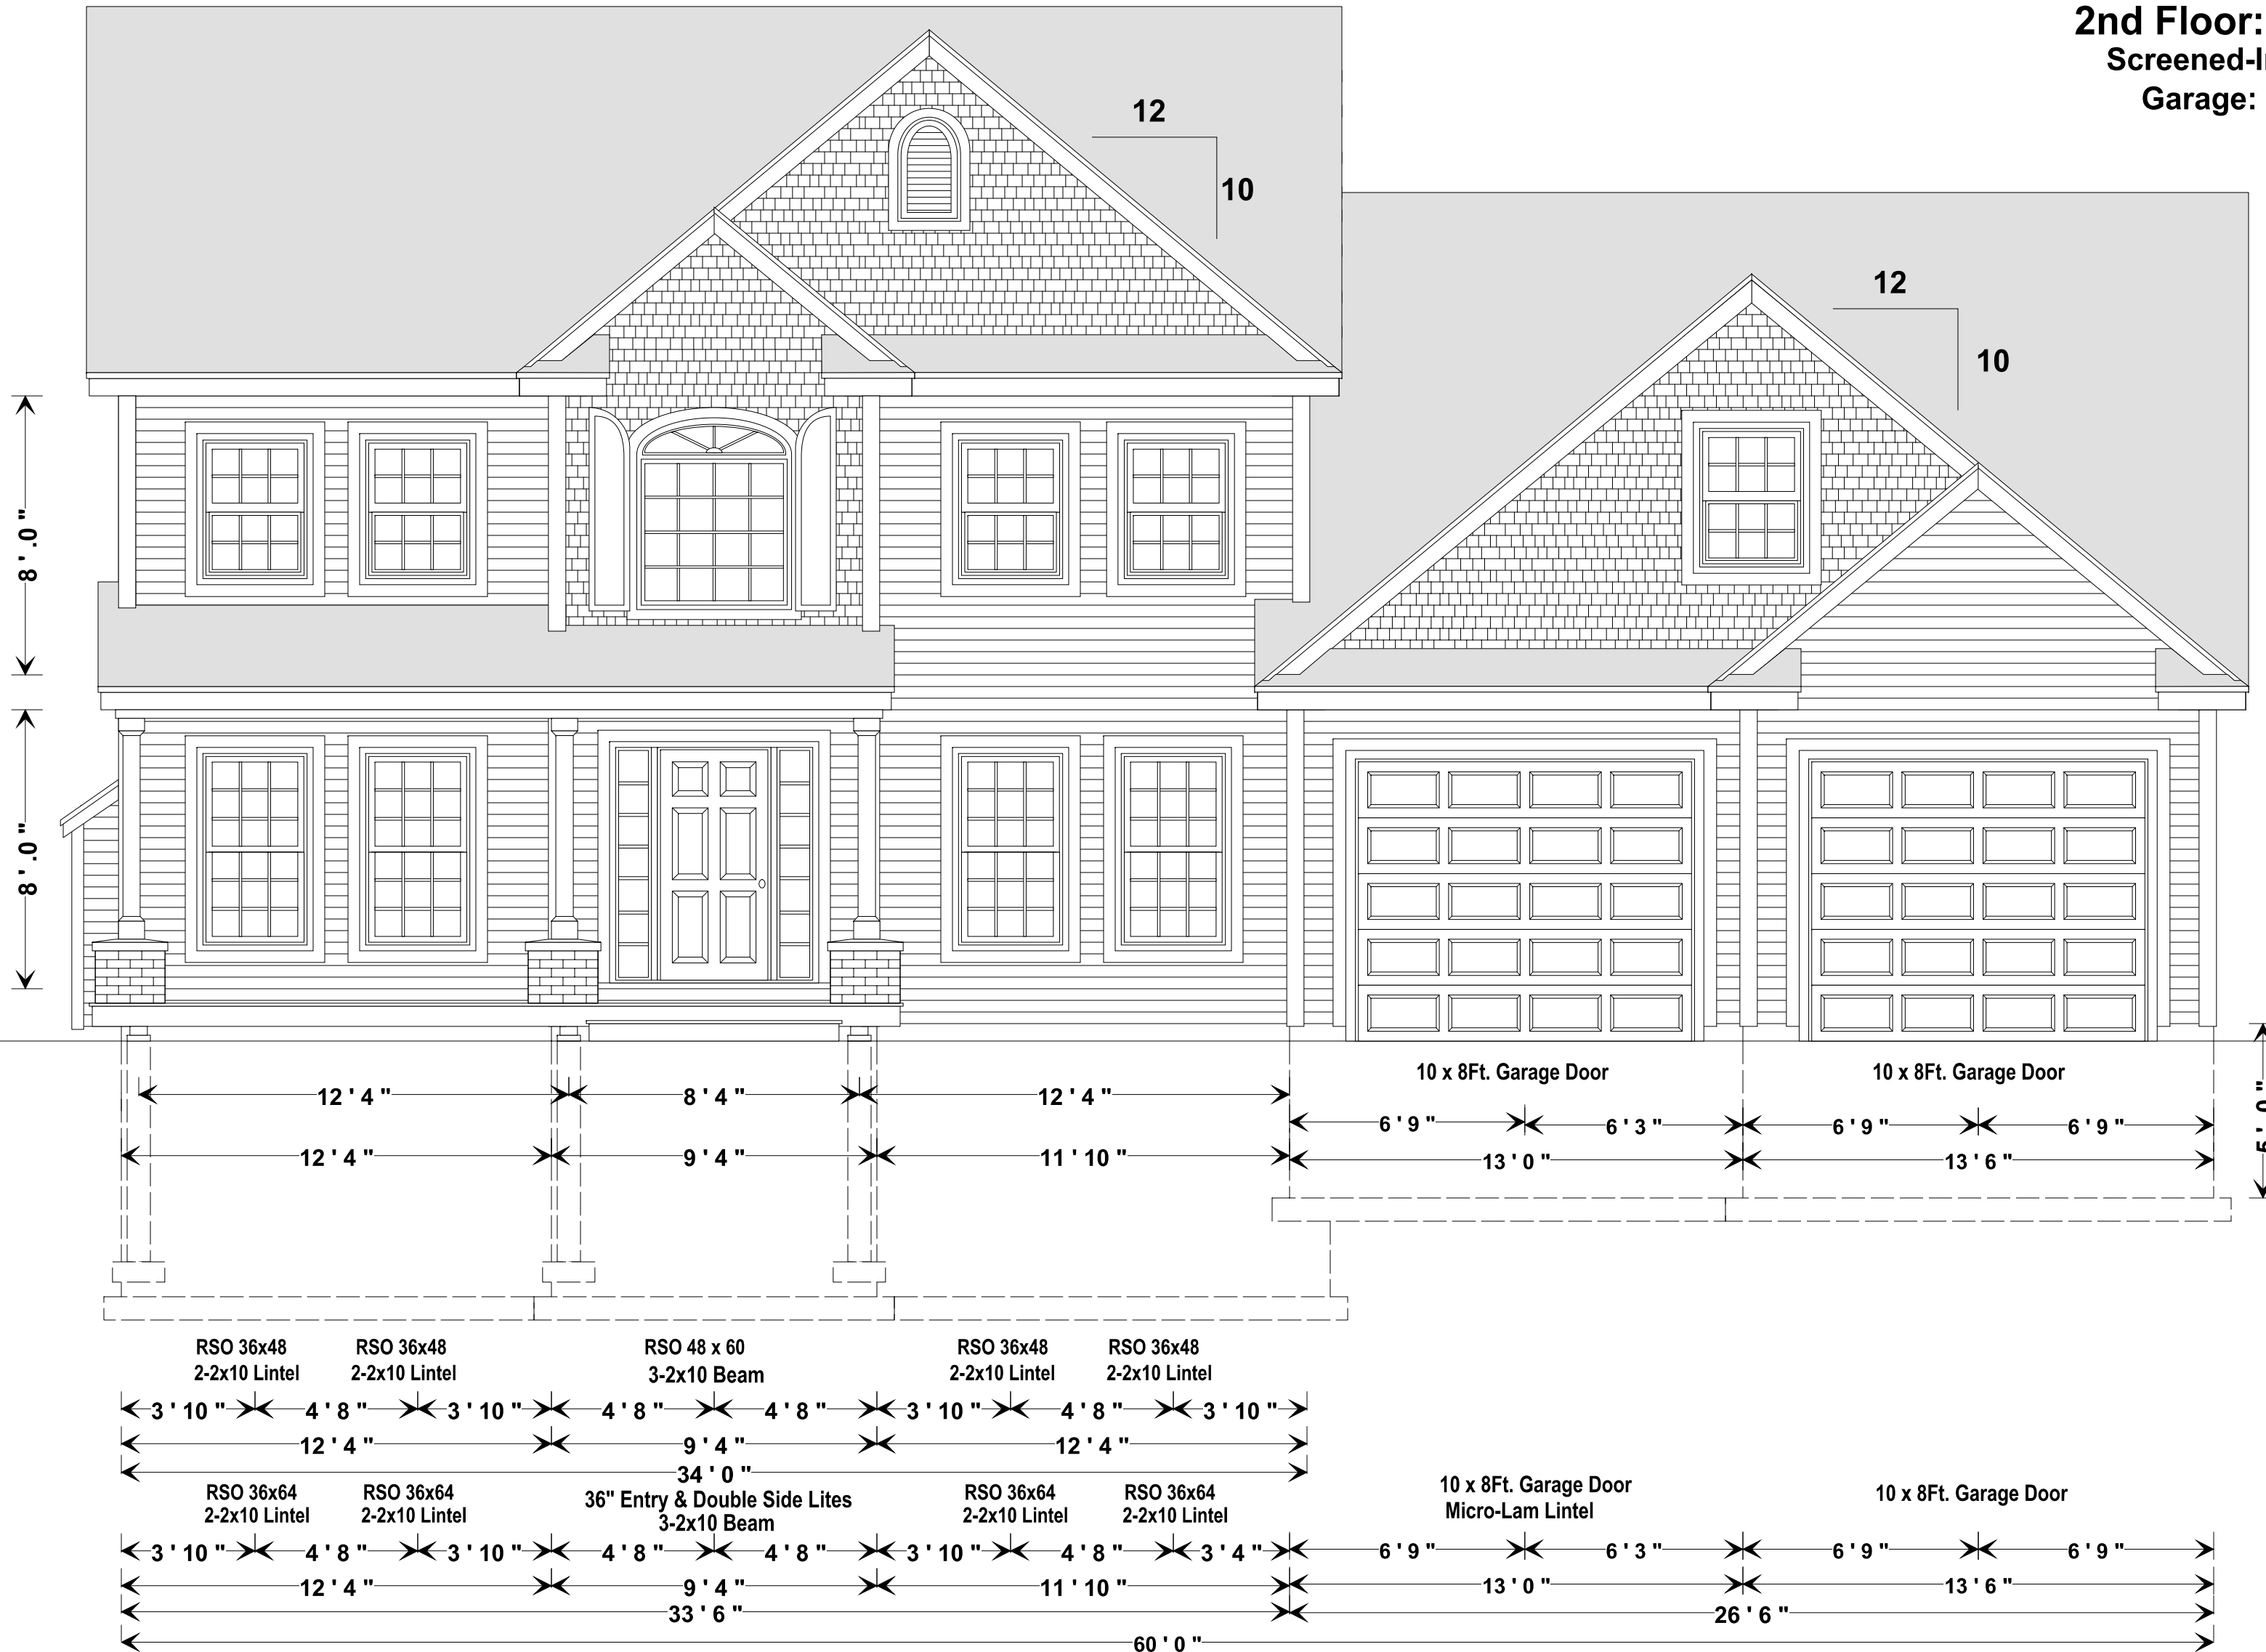 2nd Floor:
Screened-I
Garage:
12
10
12
10
8 ' .0 "
8 ' .0 "
10 x 8Ft. Garage Door
10 x 8Ft. Garage Door
12 ' 4 "
8 ' 4 "
12 ' 4 "
6 ' 9 "
6 ' 3 "
6 ' 9 "
6 ' 9 "
12 ' 4 "
9 ' 4 "
11 ' 10 "
13 ' 0 "
13 ' 6 "
RSO 36x48
2-2x10 Lintel
RSO 36x48
2-2x10 Lintel
RSO 48 x 60
3-2x10 Beam
RSO 36x48
2-2x10 Lintel
RSO 36x48
2-2x10 Lintel
3 ' 10 "
4 ' 8 "
3 ' 10 "
4 ' 8 "
4 ' 8 "
3 ' 10 "
4 ' 8 "
3 ' 10 "
12 ' 4 "
9 ' 4 "
12 ' 4 "
34 ' 0 "
RSO 36x64
2-2x10 Lintel
RSO 36x64
2-2x10 Lintel
36" Entry & Double Side Lites
3-2x10 Beam
RSO 36x64
2-2x10 Lintel
RSO 36x64
2-2x10 Lintel
10 x 8Ft. Garage Door
Micro-Lam Lintel
10 x 8Ft. Garage Door
3 ' 10 "
4 ' 8 "
3 ' 10 "
4 ' 8 "
4 ' 8 "
3 ' 10 "
4 ' 8 "
3 ' 4 "
6 ' 9 "
6 ' 3 "
6 ' 9 "
6 ' 9 "
12 ' 4 "
9 ' 4 "
11 ' 10 "
13 ' 0 "
13 ' 6 "
33 ' 6 "
26 ' 6 "
60 ' 0 "